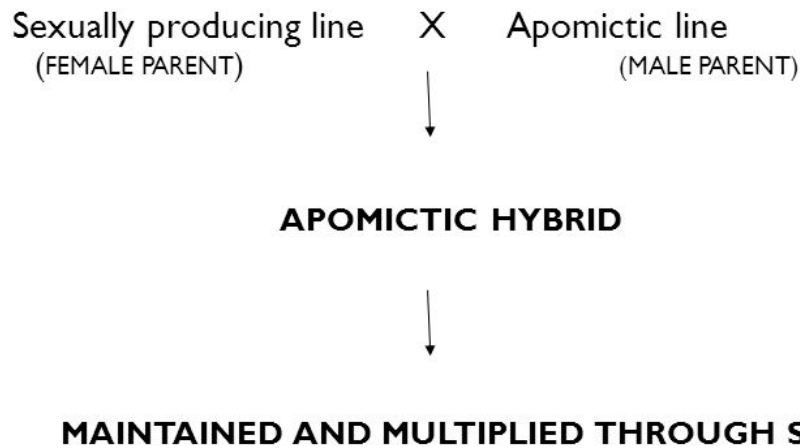 Sexually producing line X Apomictic line
(FEMALE PARENT) (MALE PARENT)
APOMICTIC HYBRID
MAINTAINED AND MULTIPLIED THROUGH